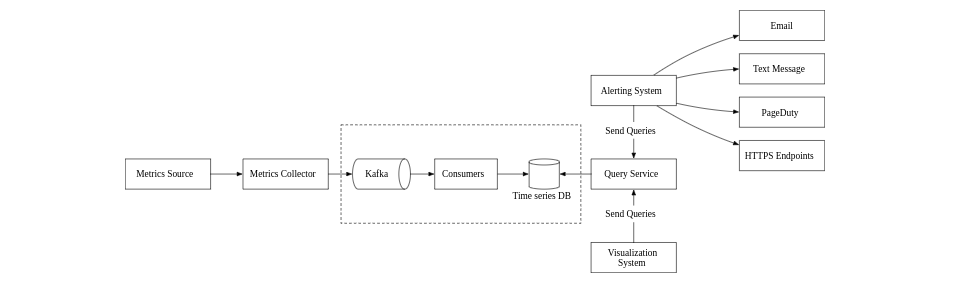 Email
Text Message
Alerting System
PageDuty
Send Queries
HTTPS Endpoints
Metrics Source
Metrics Collector
Kafka
Consumers
Query Service
Time series DB
Send Queries
Visualization
System